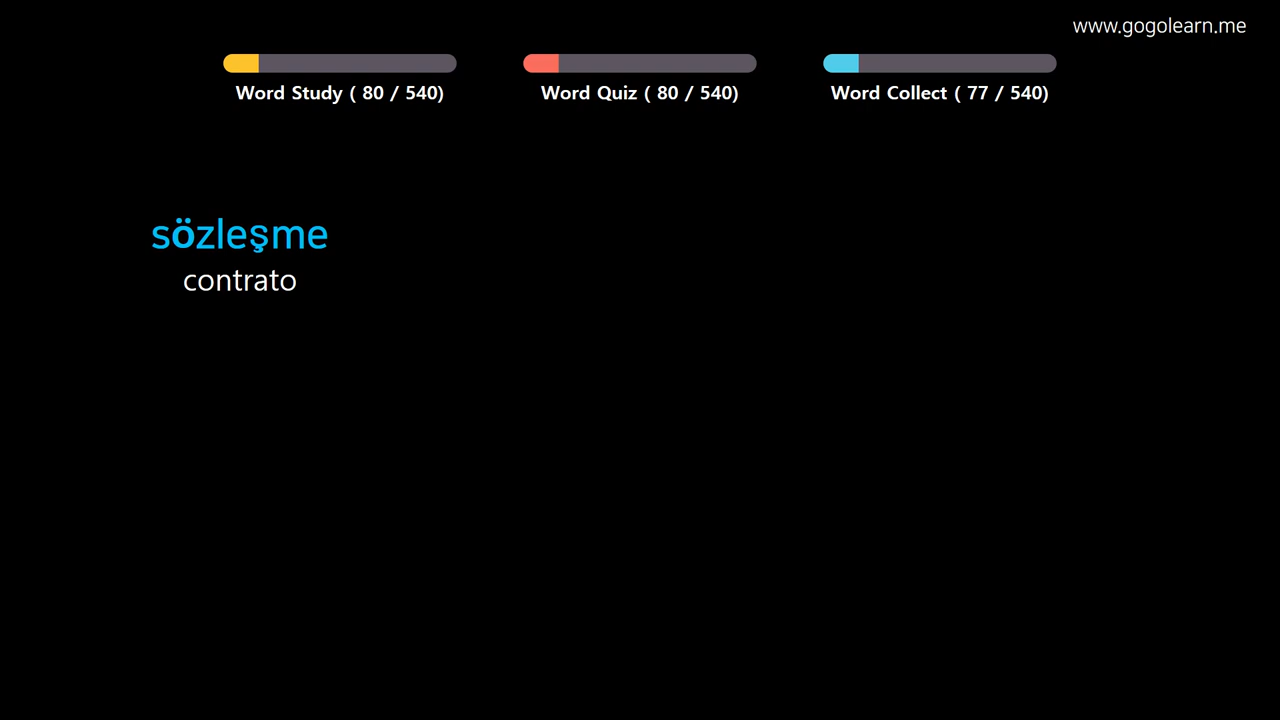 www.gogolearn.me
Word Study ( 80 / 540)
Word Quiz ( 80 / 540)
Word Collect ( 77 / 540)
sözleşme
contrato